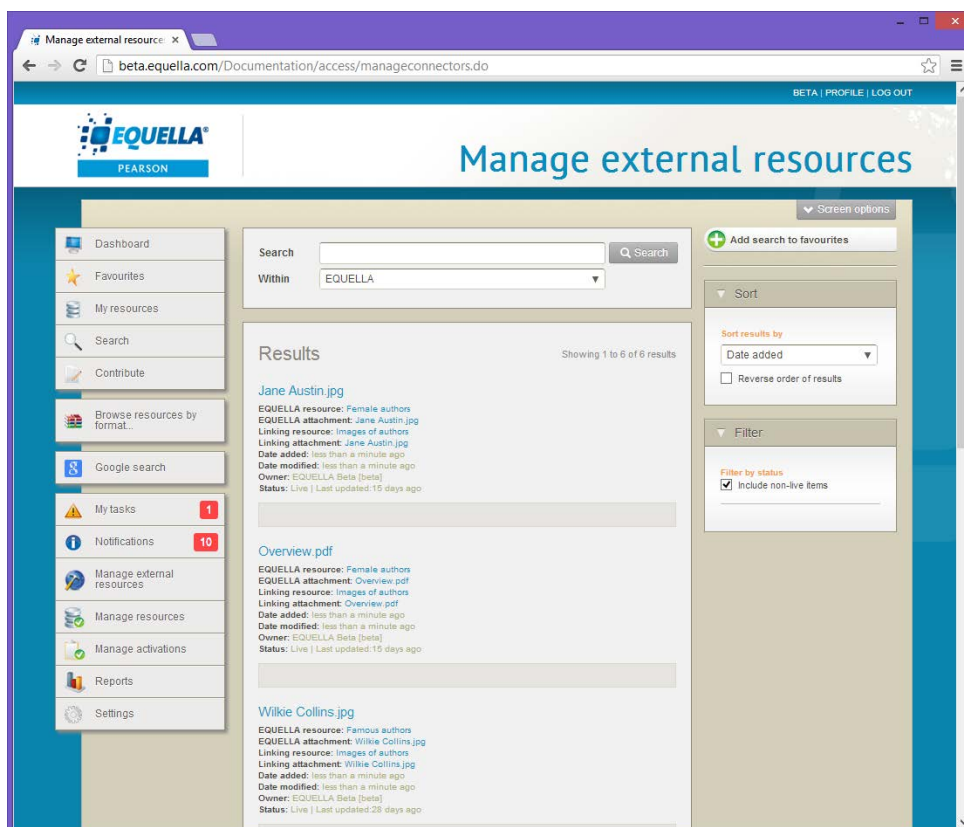 Manage external resource
beta.equella.com/Documentation/access/manageconnectors.do
BETA | PROFILE | LOG OUT
EQUELLA®
PEARSON
Manage external resources
Screen options
Dashboard
Favourites
My resources
Search
Contribute
Browse resources by
format...
Google search
My tasks 1
Notifications 10
Manage external
resources
Manage resources
Manage activations
Reports
Settings
Search
Search
Within EQUELLA
Results
Showing 1 to 6 of 6 results
Jane Austin.jpg
EQUELLA resource: Female authors
EQUELLA attachment: Jane Austin.jpg
Linking resource: Images of authors
Linking attachment: Jane Austin.jpg
Date added: less than a minute ago
Date modified: less than a minute ago
Owner: EQUELLA Beta [beta]
Status: Live | Last updated:15 days ago
Overview.pdf
EQUELLA resource: Female authors
EQUELLA attachment: Overview.pdf
Linking resource: Images of authors
Linking attachment: Overview.pdf
Date added: less than a minute ago
Date modified: less than a minute ago
Owner: EQUELLA Beta [beta]
Status: Live | Last updated:15 days ago
Wilkie Collins.jpg
EQUELLA resource: Famous authors
EQUELLA attachment: Wilkie Collins.jpg
Linking resource: Images of authors
Linking attachment: Wilkie Collins.jpg
Date added: less than a minute ago
Date modified: less than a minute ago
Owner: EQUELLA Beta [beta]
Status: Live | Last updated:28 days ago
Add search to favourites
Sort
Sort results by
Date added
Reverse order of results
Filter
Filter by status
Include non-live items